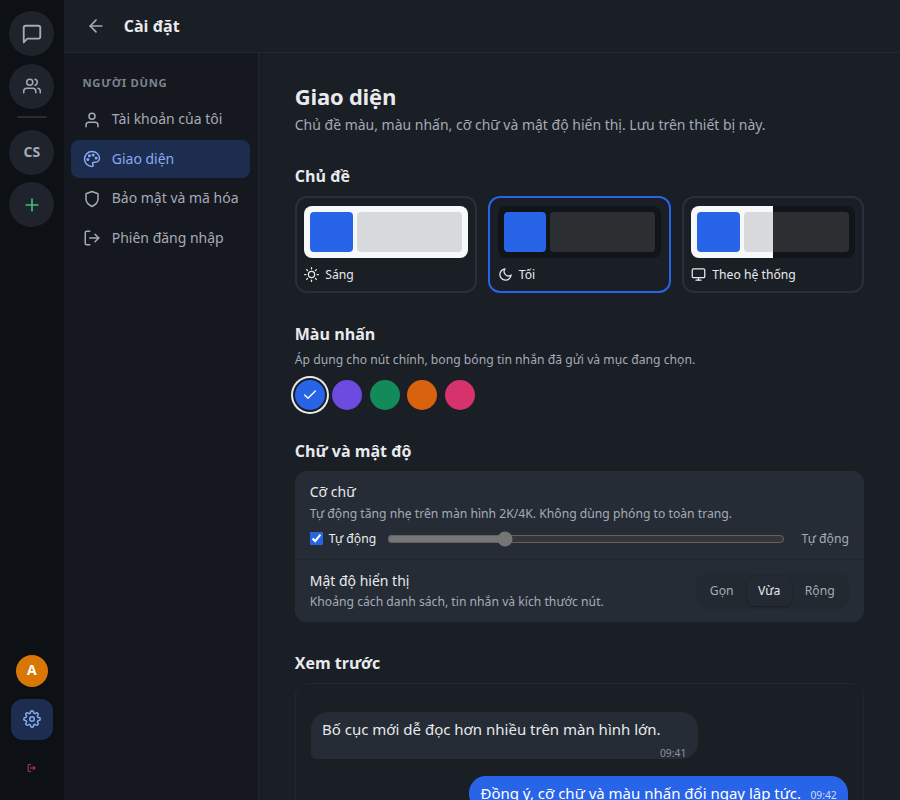 Cài đặt
CS
A
NGƯỜI DÙNG
Tài khoản của tôi
Giao diện
Bảo mật và mã hóa
Phiên đăng nhập
Giao diện
Chủ đề màu, màu nhấn, cỡ chữ và mật độ hiển thị. Lưu trên thiết bị này.
Chủ đề
Sáng
Tối
Theo hệ thống
Màu nhấn
Áp dụng cho nút chính, bong bóng tin nhắn đã gửi và mục đang chọn.
Chữ và mật độ
Cỡ chữ
Tự động tăng nhẹ trên màn hình 2K/4K. Không dùng phóng to toàn trang.
Tự động
Tự động
Mật độ hiển thị
Khoảng cách danh sách, tin nhắn và kích thước nút.
Gọn
Vừa
Rộng
Xem trước
Bố cục mới dễ đọc hơn nhiều trên màn hình lớn.
09:41
Đồng ý, cỡ chữ và màu nhấn đổi ngay lập tức. 09:42